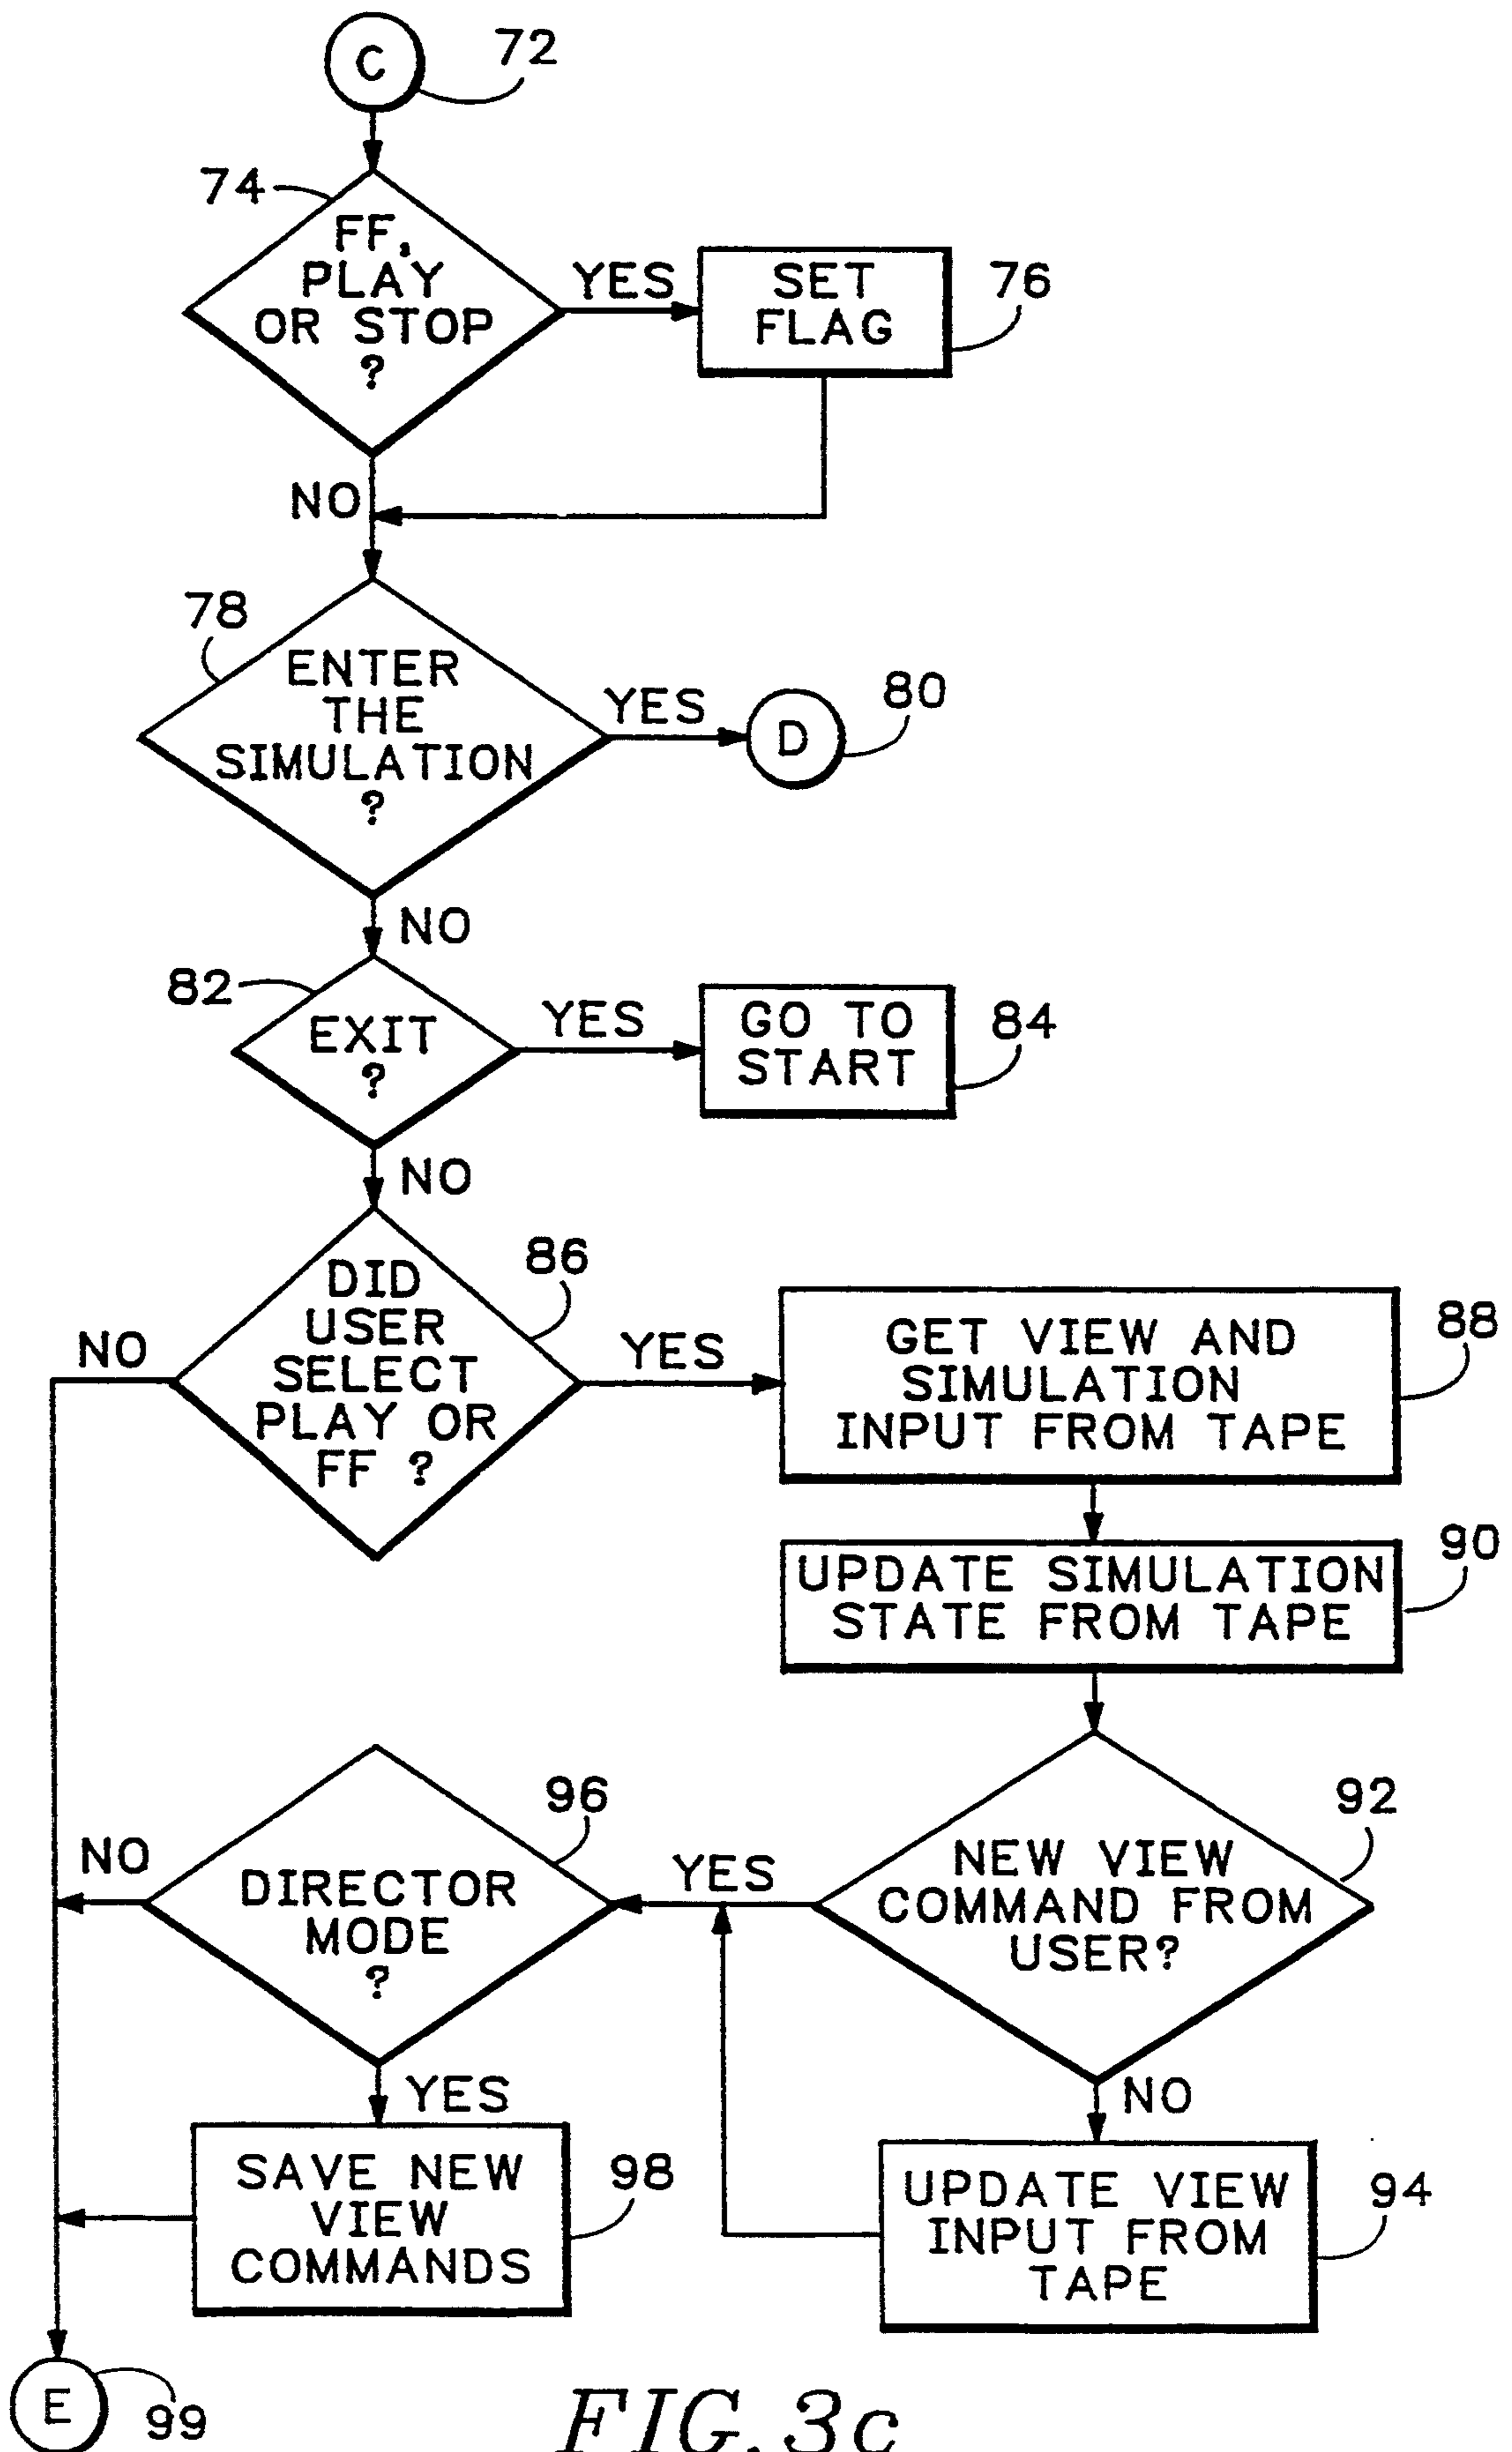 C
72
74
FF,
PLAY
OR STOP
?
YES
SET
FLAG
76
NO
78
ENTER
THE
SIMULATION
?
YES
D
80
NO
82
EXIT
?
YES
GO TO
START
84
NO
86
DID
USER
SELECT
PLAY OR
FF ?
NO
YES
GET VIEW AND
SIMULATION
INPUT FROM TAPE
88
UPDATE SIMULATION
STATE FROM TAPE
90
92
NEW VIEW
COMMAND FROM
USER?
YES
NO
96
DIRECTOR
MODE
?
NO
YES
SAVE NEW
VIEW
COMMANDS
98
UPDATE VIEW
INPUT FROM
TAPE
94
E
99
FIG. 3c